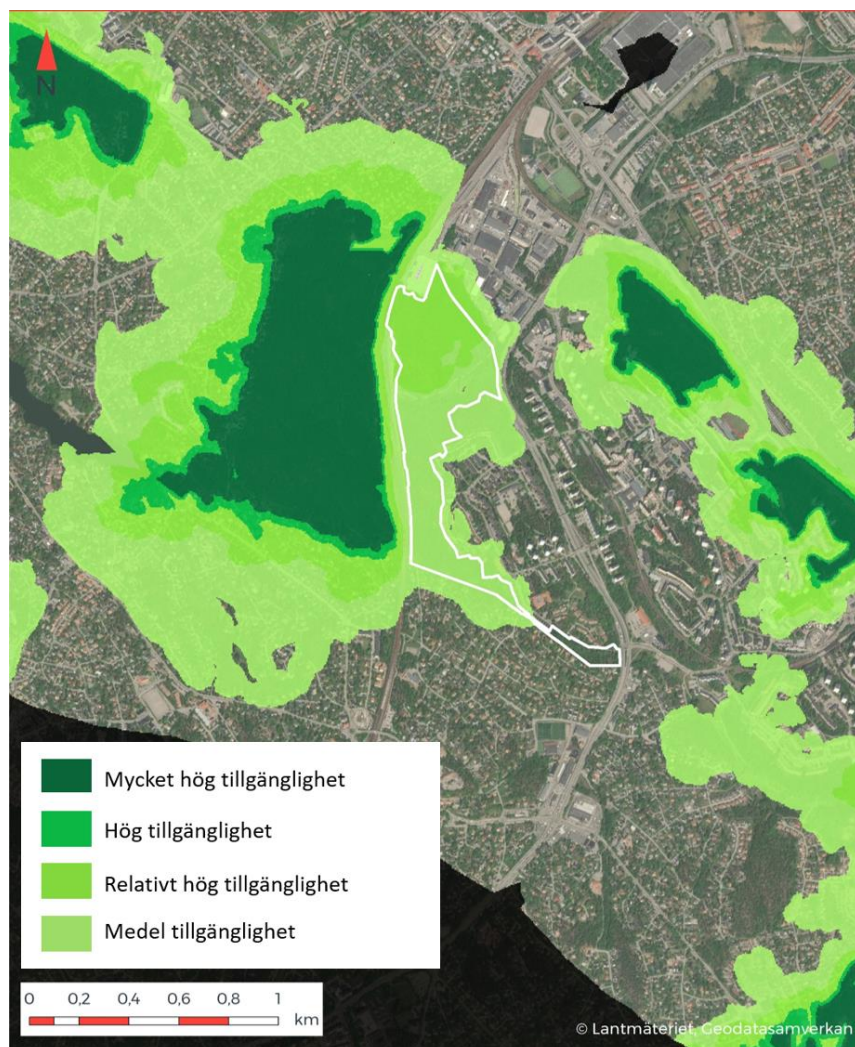 N
Mycket hög tillgänglighet
Hög tillgänglighet
Relativt hög tillgänglighet
Medel tillgänglighet
0 0,2 0,4 0,6 0,8 1
km
© Lantmäteriet, Geodatasamverkan